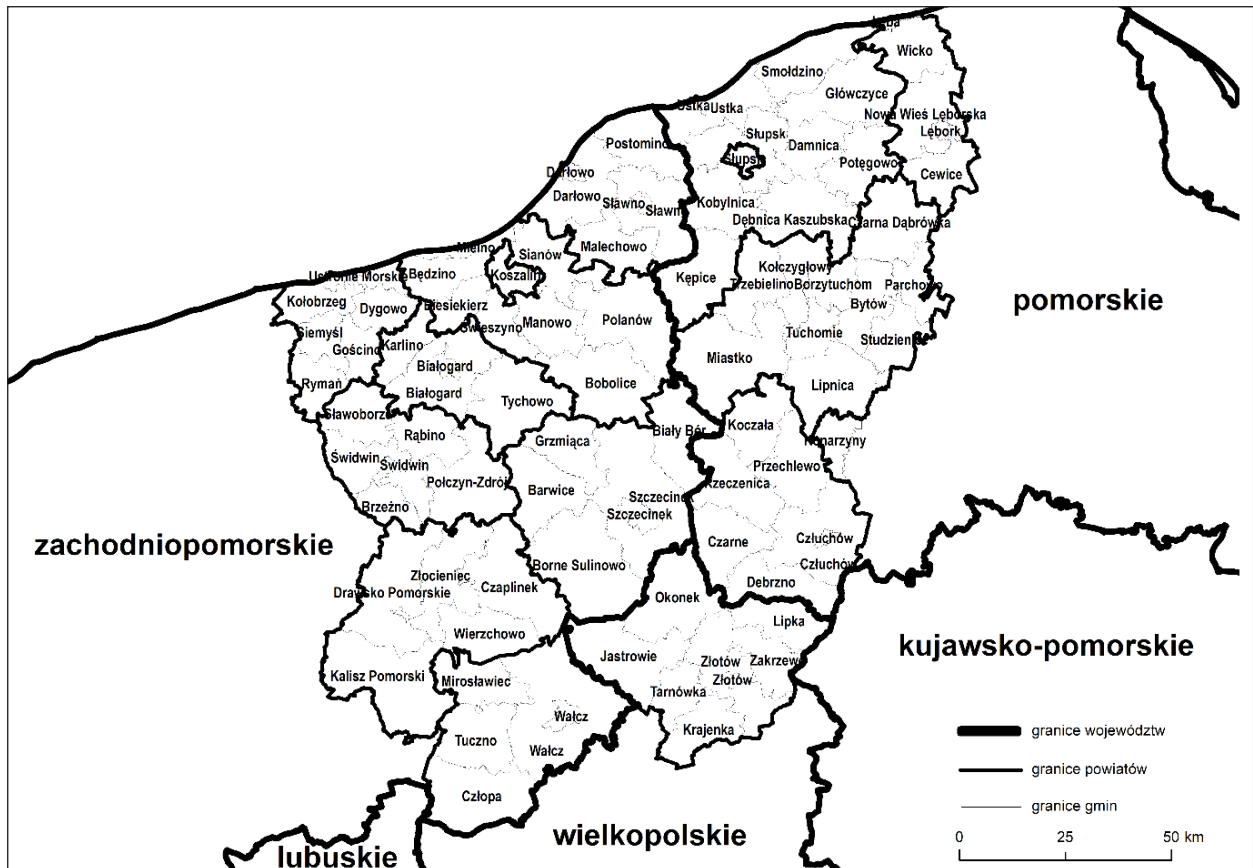 Łeba
Wicko
Smołdzino
Główczyce
Ustka
Ustka
Nowa Wieś Lęborska
Lębork
Słupsk
Damnica
Postomino
Słupsk
Potęgowo
Cewice
Darłowo
Darłowo
Sławno
Sławno
Kobylnica
Dębnica Kaszubska
Czarna Dąbrówka
Malechowo
Mielno
Sianów
Koszalin
Będzino
Ustronie Morskie
Kępice
Kołczygłowy
Trzebielino
Borzytuchom
Parchowo
pomorskie
Kołobrzeg
Dygowo
Biesiekierz
Bytów
Polanów
Manowo
Świeszyno
Tuchomie
Studzienice
Siemyśl
Gościno
Karlino
Białogard
Miastko
Rymań
Białogard
Tychowo
Bobolice
Lipnica
Sławoborze
Rąbino
Grzmiąca
Biały Bór
Koczała
Konarzyny
Świdwin
Świdwin
Przechlewo
Połczyn-Zdrój
Barwice
Szczecinek
Rzeczenica
Brzeżno
Szczecinek
zachodniopomorskie
Czarne
Człuchów
Borne Sulinowo
Człuchów
Złocieniec
Czaplinek
Debrzno
Drawsko Pomorskie
Okonek
Wierzchowo
Lipka
kujawsko-pomorskie
Jastrowie
Złotów
Zakrzew
Kalisz Pomorski
Mirosławiec
Złotów
Tarnówka
Wałcz
Krajenka
granice województw
Tuczno
Wałcz
granice powiatów
Człopa
granice gmin
wielkopolskie
lubuskie
0 25 50 km